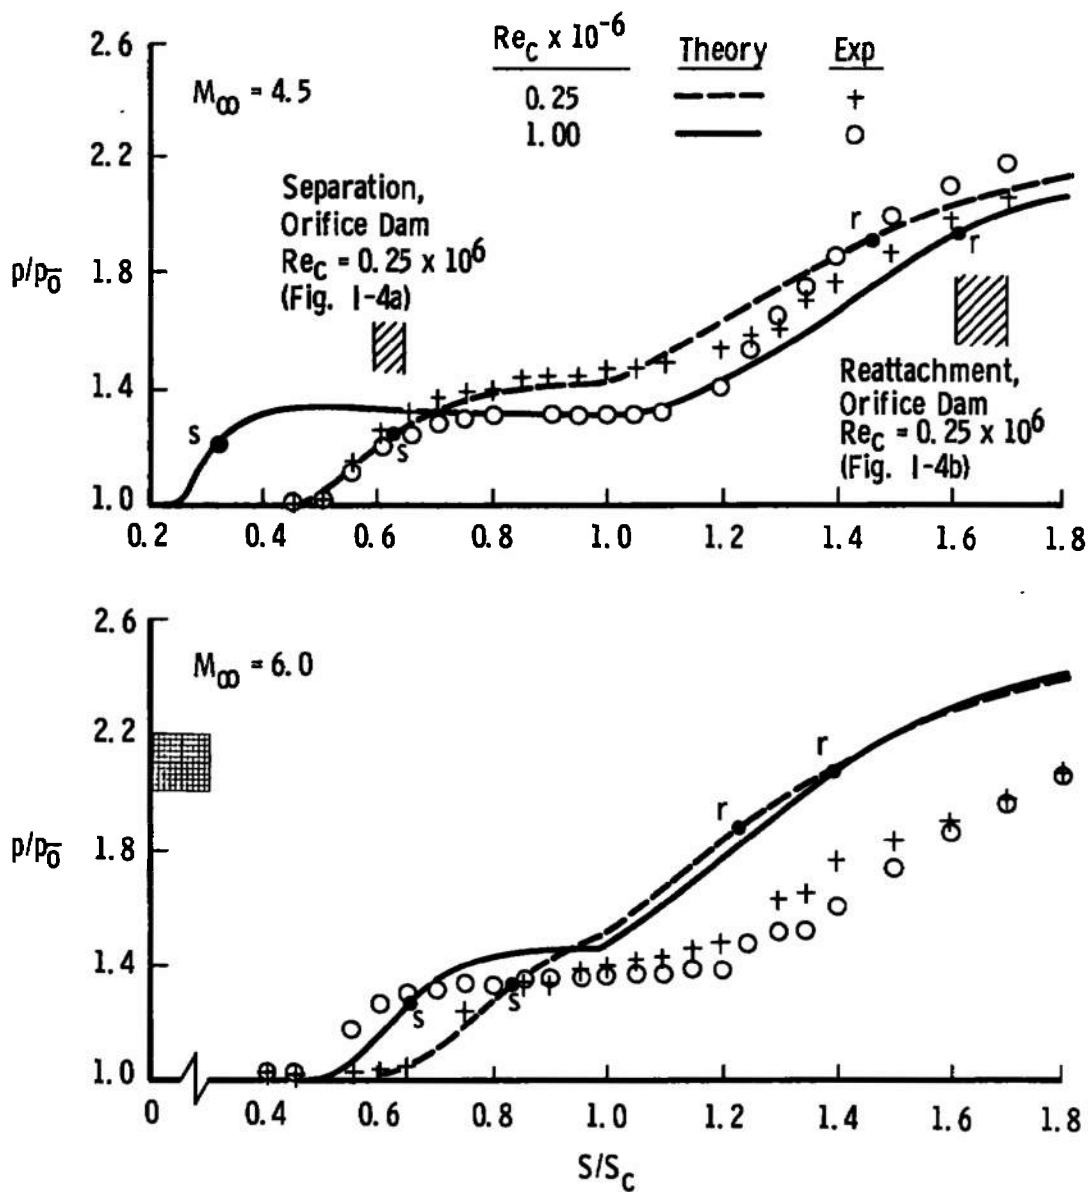 Re_C x 10^-6 Theory Exp
0.25 +
1.00 O
2.6
M_∞ = 4.5
2.2
Separation,
Orifice Dam
Re_C = 0.25 x 10^6
(Fig. I-4a)
r
r
p/p_0̄
1.8
1.4
s
s
Reattachment,
Orifice Dam
Re_C = 0.25 x 10^6
(Fig. I-4b)
1.0
0.2 0.4 0.6 0.8 1.0 1.2 1.4 1.6 1.8
2.6
M_∞ = 6.0
2.2
r
r
p/p_0̄
1.8
1.4
s
s
1.0
0 0.4 0.6 0.8 1.0 1.2 1.4 1.6 1.8
S/S_C